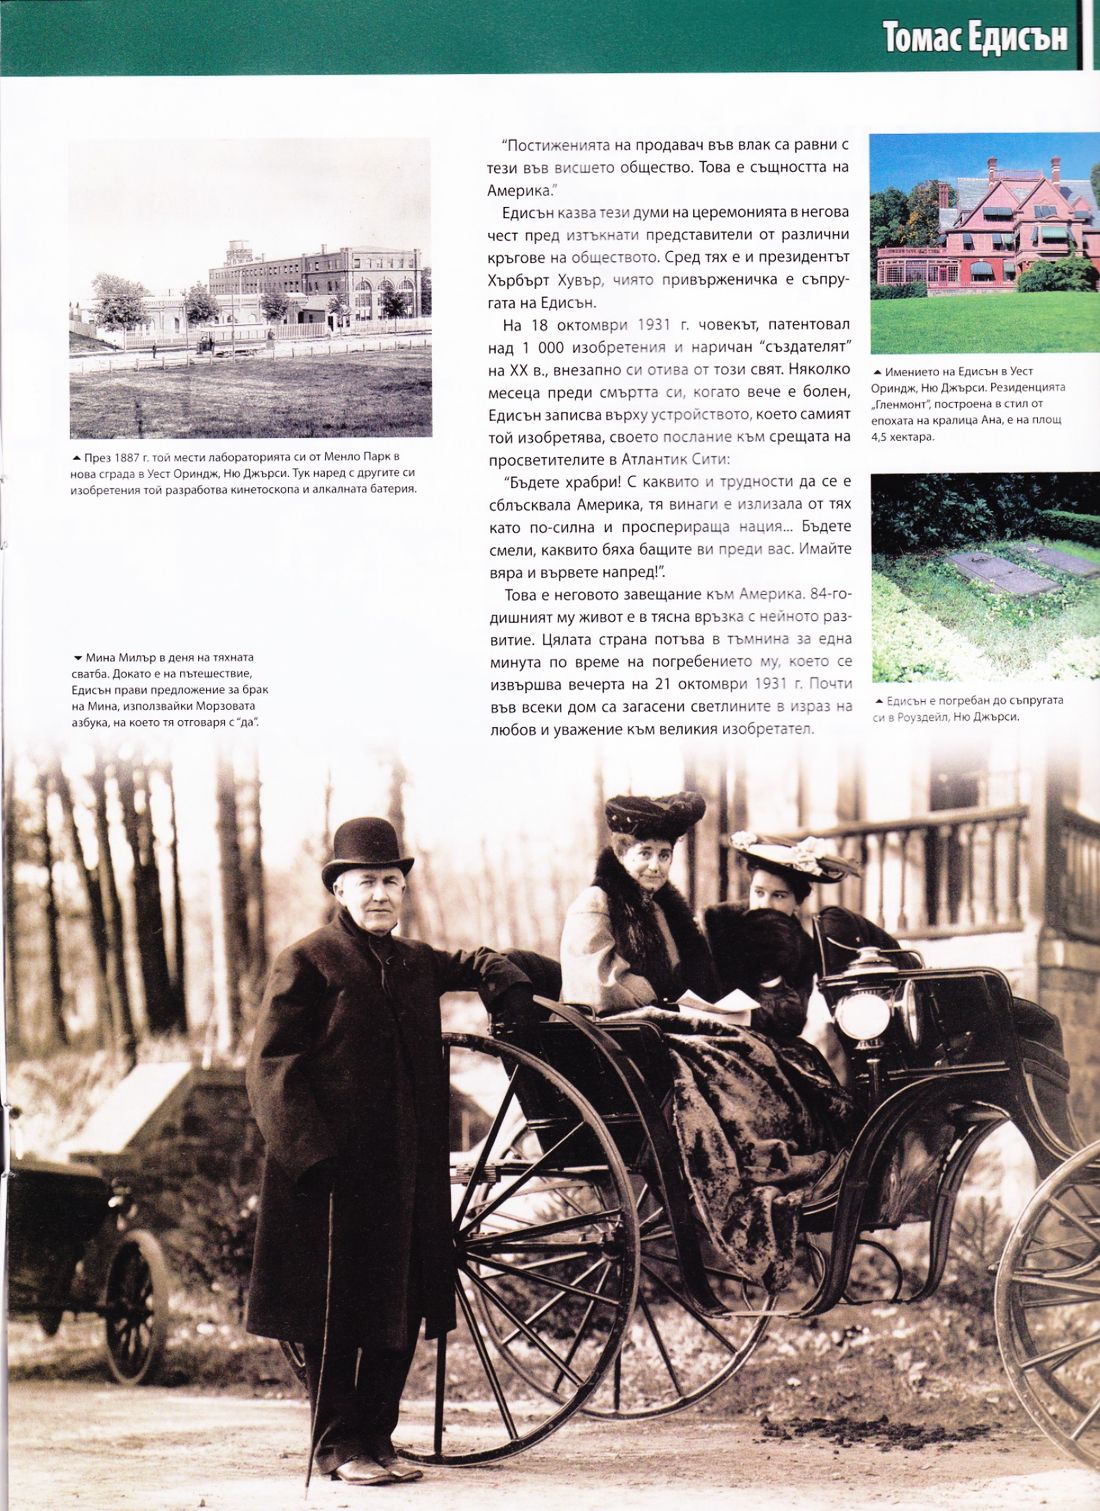 Томас Едисън
▲ През 1887 г. той мести лабораторията си от Менло Парк в
нова сграда в Уест Ориндж, Ню Джърси. Тук наред с другите си
изобретения той разработва кинетоскопа и алкалната батерия.
▼ Мина Милър в деня на тяхната
сватба. Докато е на пътешествие,
Едисън прави предложение за брак
на Мина, използвайки Морзовата
азбука, на което тя отговаря с “да”.
“Постиженията на продавач във влак са равни с
тези във висшето общество. Това е същността на
Америка.”
Едисън казва тези думи на церемонията в негова
чест пред изтъкнати представители от различни
кръгове на обществото. Сред тях е и президентът
Хърбърт Хувър, чиято привърженичка е съпру-
гата на Едисън.
На 18 октомври 1931 г. човекът, патентовал
над 1 000 изобретения и наричан “създателят”
на XX в., внезапно си отива от този свят. Няколко
месеца преди смъртта си, когато вече е болен,
Едисън записва върху устройството, което самият
той изобретява, своето послание към срещата на
просветителите в Атлантик Сити:
“Бъдете храбри! С каквито и трудности да се е
сблъсквала Америка, тя винаги е излизала от тях
като по-силна и просперираща нация... Бъдете
смели, каквито бяха бащите ви преди вас. Имайте
вяра и вървете напред!”.
Това е неговото завещание към Америка. 84-го-
дишният му живот е в тясна връзка с нейното раз-
витие. Цялата страна потъва в тъмнина за една
минута по време на погребението му, което се
извършва вечерта на 21 октомври 1931 г. Почти
във всеки дом са загасени светлините в израз на
любов и уважение към великия изобретател.
▲ Имението на Едисън в Уест
Ориндж, Ню Джърси. Резиденцията
„Гленмонт”, построена в стил от
епохата на кралица Ана, е на площ
4,5 хектара.
▲ Едисън е погребан до съпругата
си в Роуздейл, Ню Джърси.